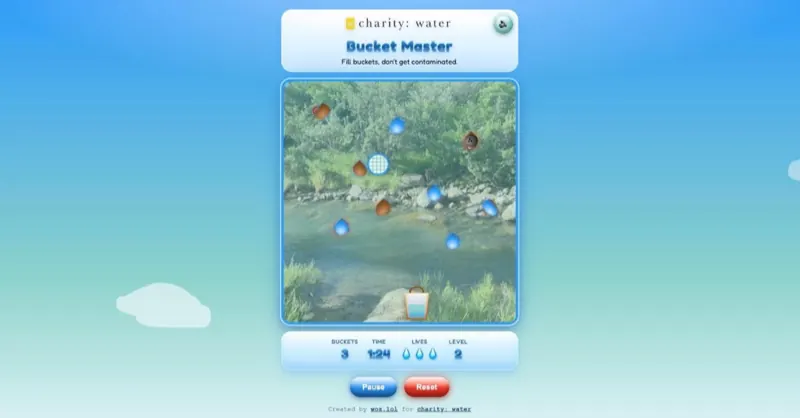 charity: water
Bucket Master
Fill buckets, don't get contaminated.
BUCKETS TIME LIVES LEVEL
3 1:24 2
Pause Reset
Created by wos.lol for charity: water